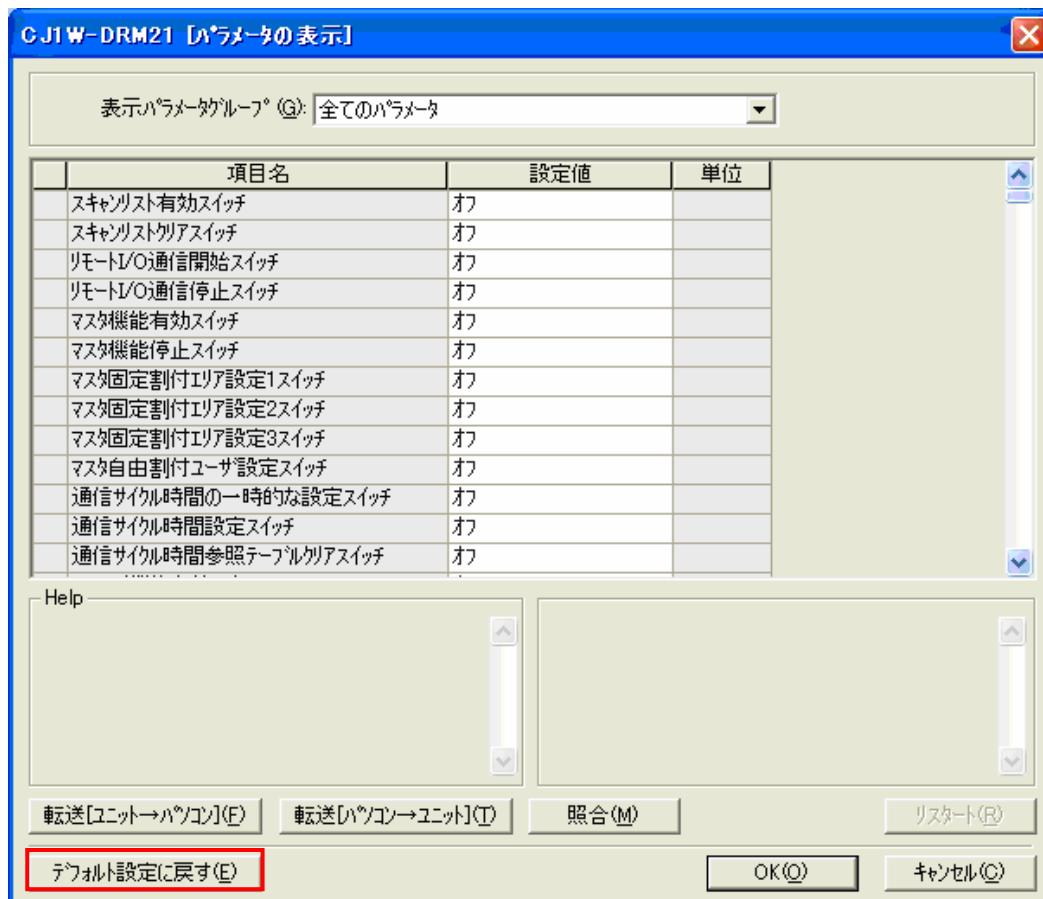 CJ1W-DRM21 [ﾊﾟﾗﾒｰﾀの表示]
表示ﾊﾟﾗﾒｰﾀｸﾞﾙｰﾌﾟ(G): 全てのﾊﾟﾗﾒｰﾀ
項目名 設定値 単位
ｽｷｬﾝﾘｽﾄ有効ｽｲｯﾁ ｵﾌ
ｽｷｬﾝﾘｽﾄｸﾘｱｽｲｯﾁ ｵﾌ
ﾘﾓｰﾄI/O通信開始ｽｲｯﾁ ｵﾌ
ﾘﾓｰﾄI/O通信停止ｽｲｯﾁ ｵﾌ
ﾏｽﾀ機能有効ｽｲｯﾁ ｵﾌ
ﾏｽﾀ機能停止ｽｲｯﾁ ｵﾌ
ﾏｽﾀ固定割付ｴﾘｱ設定1ｽｲｯﾁ ｵﾌ
ﾏｽﾀ固定割付ｴﾘｱ設定2ｽｲｯﾁ ｵﾌ
ﾏｽﾀ固定割付ｴﾘｱ設定3ｽｲｯﾁ ｵﾌ
ﾏｽﾀ自由割付ﾕｰｻﾞ設定ｽｲｯﾁ ｵﾌ
通信ｻｲｸﾙ時間の一時的な設定ｽｲｯﾁ ｵﾌ
通信ｻｲｸﾙ時間設定ｽｲｯﾁ ｵﾌ
通信ｻｲｸﾙ時間参照ﾃｰﾌﾞﾙｸﾘｱｽｲｯﾁ ｵﾌ
Help
転送[ﾕﾆｯﾄ→ﾊﾟｿｺﾝ](F) 転送[ﾊﾟｿｺﾝ→ﾕﾆｯﾄ](T) 照合(M) ﾘｽﾀｰﾄ(R)
ﾃﾞﾌｫﾙﾄ設定に戻す(E) OK(O) ｷｬﾝｾﾙ(C)